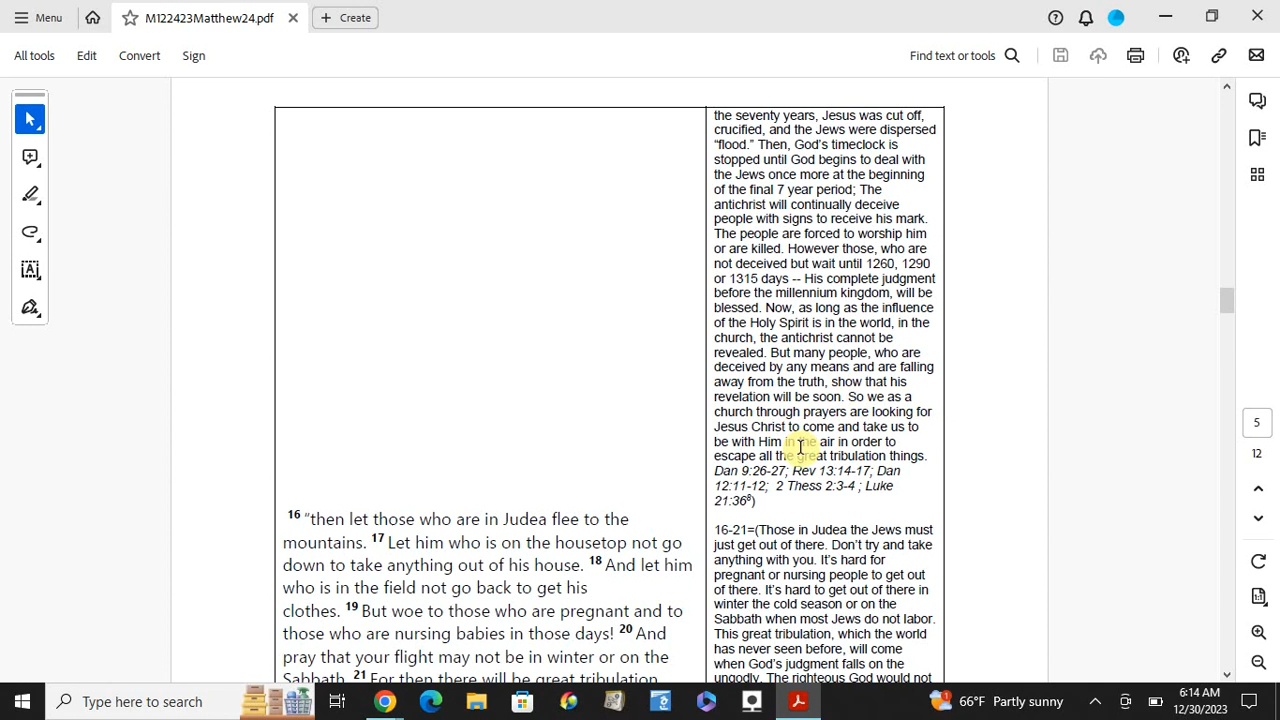 Menu
M122423Matthew24.pdf
Create
All tools
Edit
Convert
Sign
Find text or tools
the seventy years, Jesus was cut off,
crucified, and the Jews were dispersed
“flood.” Then, God’s timeclock is
stopped until God begins to deal with
the Jews once more at the beginning
of the final 7 year period; The
antichrist will continually deceive
people with signs to receive his mark.
The people are forced to worship him
or are killed. However those, who are
not deceived but wait until 1260, 1290
or 1315 days -- His complete judgment
before the millennium kingdom, will be
blessed. Now, as long as the influence
of the Holy Spirit is in the world, in the
church, the antichrist cannot be
revealed. But many people, who are
deceived by any means and are falling
away from the truth, show that his
revelation will be soon. So we as a
church through prayers are looking for
Jesus Christ to come and take us to
be with Him in the air in order to
escape all the great tribulation things.
Dan 9:26-27; Rev 13:14-17; Dan
12:11-12; 2 Thess 2:3-4 ; Luke
21:36⁸)
16 “then let those who are in Judea flee to the
mountains. 17 Let him who is on the housetop not go
down to take anything out of his house. 18 And let him
who is in the field not go back to get his
clothes. 19 But woe to those who are pregnant and to
those who are nursing babies in those days! 20 And
pray that your flight may not be in winter or on the
Sabbath. 21 For then there will be great tribulation
16-21=(Those in Judea the Jews must
just get out of there. Don’t try and take
anything with you. It’s hard for
pregnant or nursing people to get out
of there. It’s hard to get out of there in
winter the cold season or on the
Sabbath when most Jews do not labor.
This great tribulation, which the world
has never seen before, will come
when God’s judgment falls on the
ungodly. The righteous God would not
5
12
1:1
Type here to search
66°F Partly sunny
6:14 AM
12/30/2023